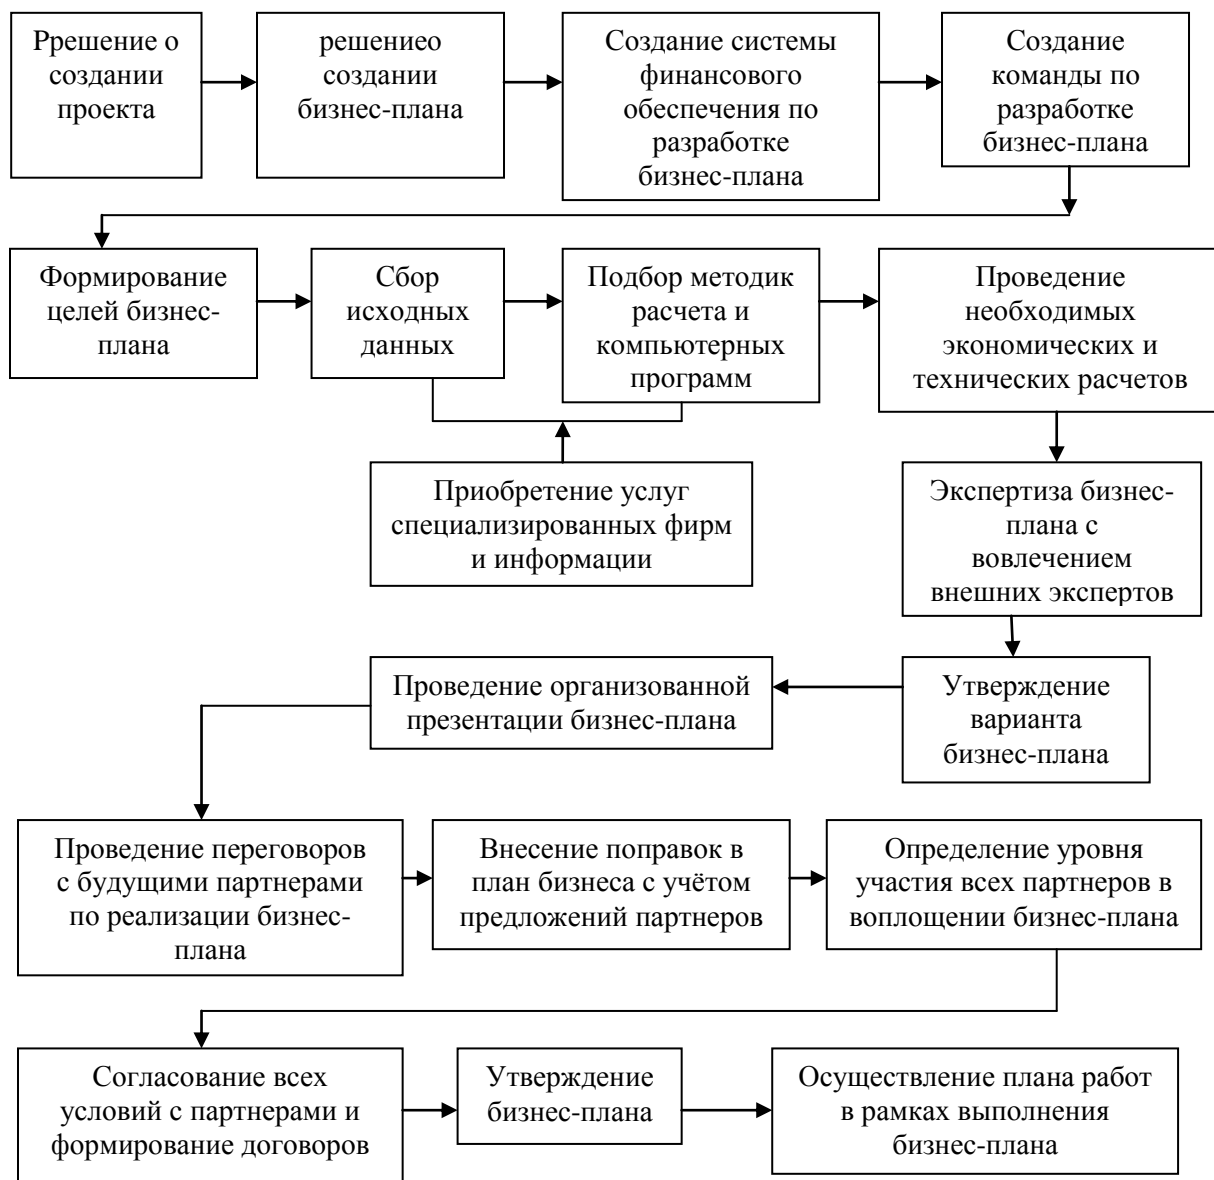 Ррешение о
создании
проекта
решениео
создании
бизнес-плана
Создание системы
финансового
обеспечения по
разработке
бизнес-плана
Создание
команды по
разработке
бизнес-плана
Формирование
целей бизнес-
плана
Сбор
исходных
данных
Подбор методик
расчета и
компьютерных
программ
Проведение
необходимых
экономических и
технических расчетов
Приобретение услуг
специализированных фирм
и информации
Экспертиза бизнес-
плана с
вовлечением
внешних экспертов
Проведение организованной
презентации бизнес-плана
Утверждение
варианта
бизнес-плана
Проведение переговоров
с будущими партнерами
по реализации бизнес-
плана
Внесение поправок в
план бизнеса с учётом
предложений партнеров
Определение уровня
участия всех партнеров в
воплощении бизнес-плана
Согласование всех
условий с партнерами и
формирование договоров
Утверждение
бизнес-плана
Осуществление плана работ
в рамках выполнения
бизнес-плана